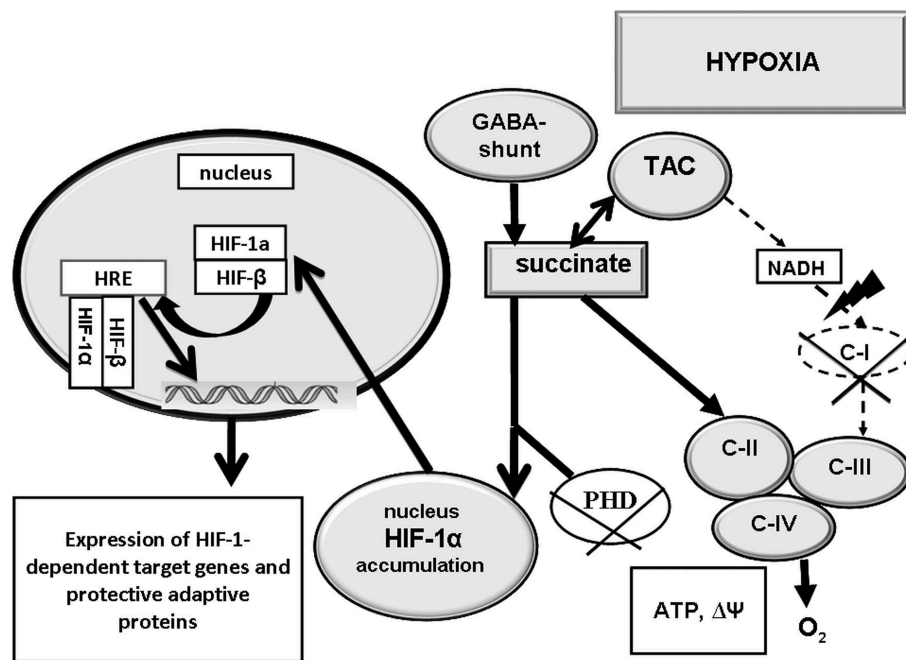 HYPOXIA
GABA-
shunt
TAC
nucleus
HIF-1a
HIF-β
succinate
NADH
HRE
HIF-1α
HIF-β
C-I
C-II
C-III
C-IV
PHD
nucleus
HIF-1α
accumulation
Expression of HIF-1-
dependent target genes and
protective adaptive
proteins
ATP, ΔΨ
O₂